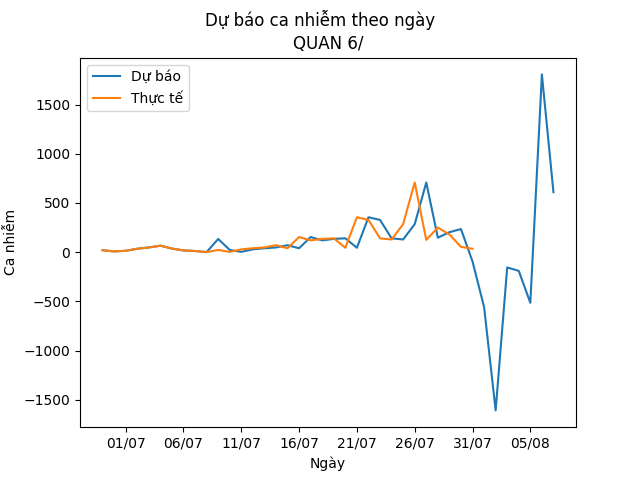 Dự báo ca nhiễm theo ngày
QUAN 6/
Dự báo
Thực tế
Ca nhiễm
1500
1000
500
0
−500
−1000
−1500
01/07 06/07 11/07 16/07 21/07 26/07 31/07 05/08
Ngày